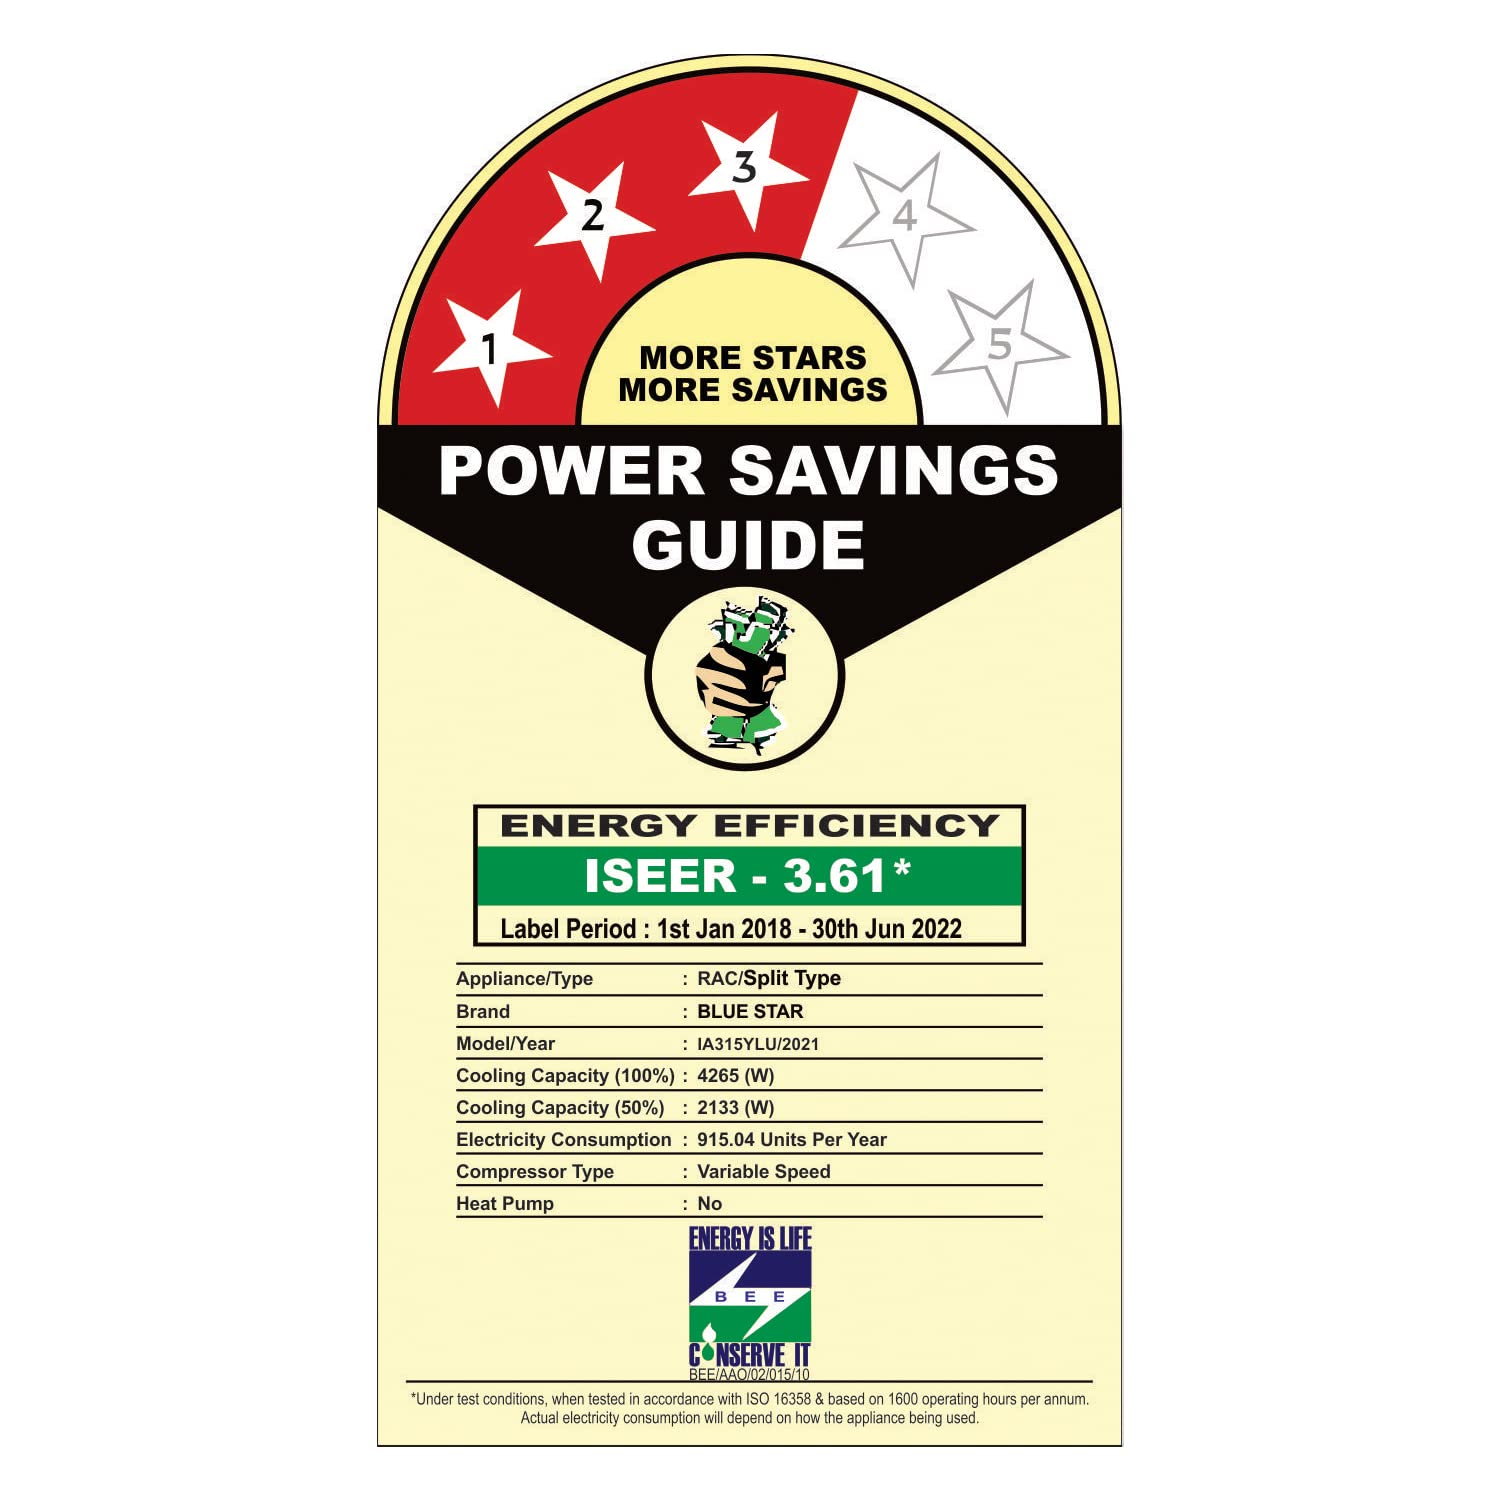 1
2
3
4
5
MORE STARS
MORE SAVINGS
POWER SAVINGS
GUIDE
ENERGY EFFICIENCY
ISEER - 3.61*
Label Period : 1st Jan 2018 - 30th Jun 2022
Appliance/Type : RAC/Split Type
Brand : BLUE STAR
Model/Year : IA315YLU/2021
Cooling Capacity (100%) : 4265 (W)
Cooling Capacity (50%) : 2133 (W)
Electricity Consumption : 915.04 Units Per Year
Compressor Type : Variable Speed
Heat Pump : No
ENERGY IS LIFE
BEE
CONSERVE IT
BEE/AAO/02/015/10
*Under test conditions, when tested in accordance with ISO 16358 & based on 1600 operating hours per annum.
Actual electricity consumption will depend on how the appliance being used.